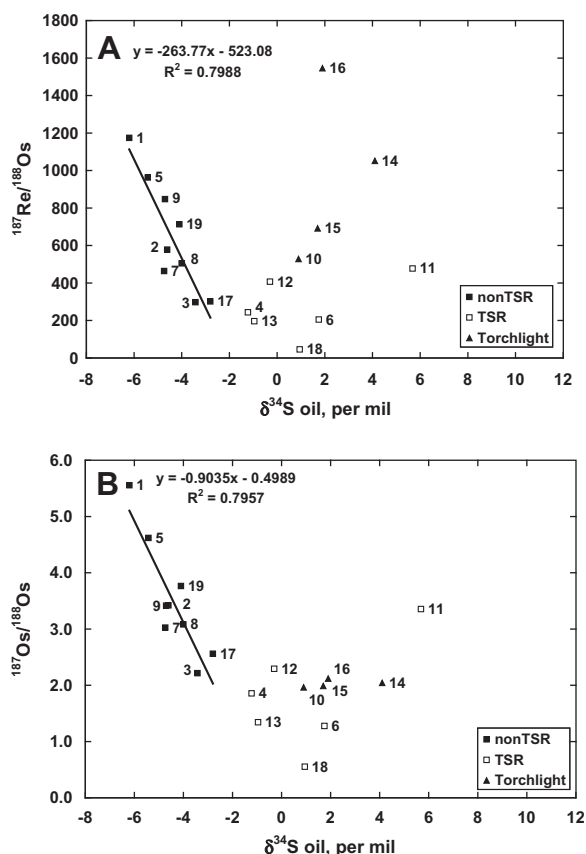 A
y = -263.77x - 523.08
R² = 0.7988
¹⁸⁷Re/¹⁸⁸Os
1800
1600
1400
1200
1000
800
600
400
200
0
1
5
9
19
2
8
7
3
17
4
13
12
18
6
10
15
16
14
11
nonTSR
TSR
Torchlight
-8 -6 -4 -2 0 2 4 6 8 10 12
δ³⁴S oil, per mil
B
y = -0.9035x - 0.4989
R² = 0.7957
¹⁸⁷Os/¹⁸⁸Os
6.0
5.0
4.0
3.0
2.0
1.0
0.0
1
5
19
9 2
7 8
17
3
4
12
13
10
15
16
14
6
18
11
nonTSR
TSR
Torchlight
-8 -6 -4 -2 0 2 4 6 8 10 12
δ³⁴S oil, per mil